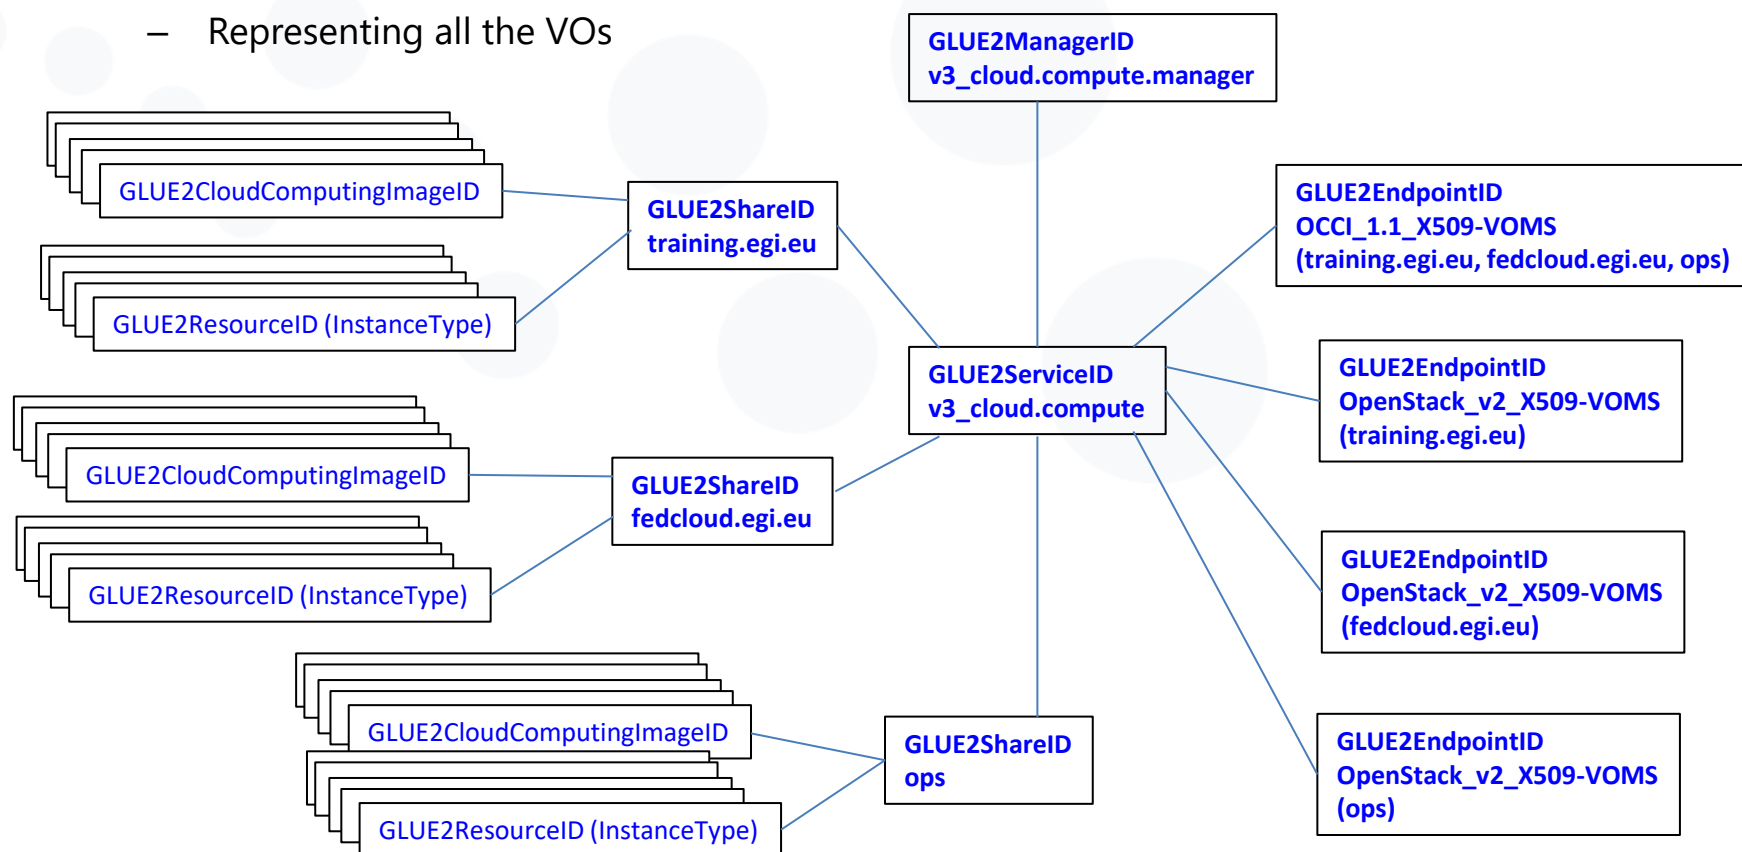 – Representing all the VOs
GLUE2ManagerID
v3_cloud.compute.manager
GLUE2CloudComputingImageID
GLUE2ResourceID (InstanceType)
GLUE2ShareID
training.egi.eu
GLUE2CloudComputingImageID
GLUE2ResourceID (InstanceType)
GLUE2ShareID
fedcloud.egi.eu
GLUE2CloudComputingImageID
GLUE2ResourceID (InstanceType)
GLUE2ShareID
ops
GLUE2ServiceID
v3_cloud.compute
GLUE2EndpointID
OCCI_1.1_X509-VOMS
(training.egi.eu, fedcloud.egi.eu, ops)
GLUE2EndpointID
OpenStack_v2_X509-VOMS
(training.egi.eu)
GLUE2EndpointID
OpenStack_v2_X509-VOMS
(fedcloud.egi.eu)
GLUE2EndpointID
OpenStack_v2_X509-VOMS
(ops)